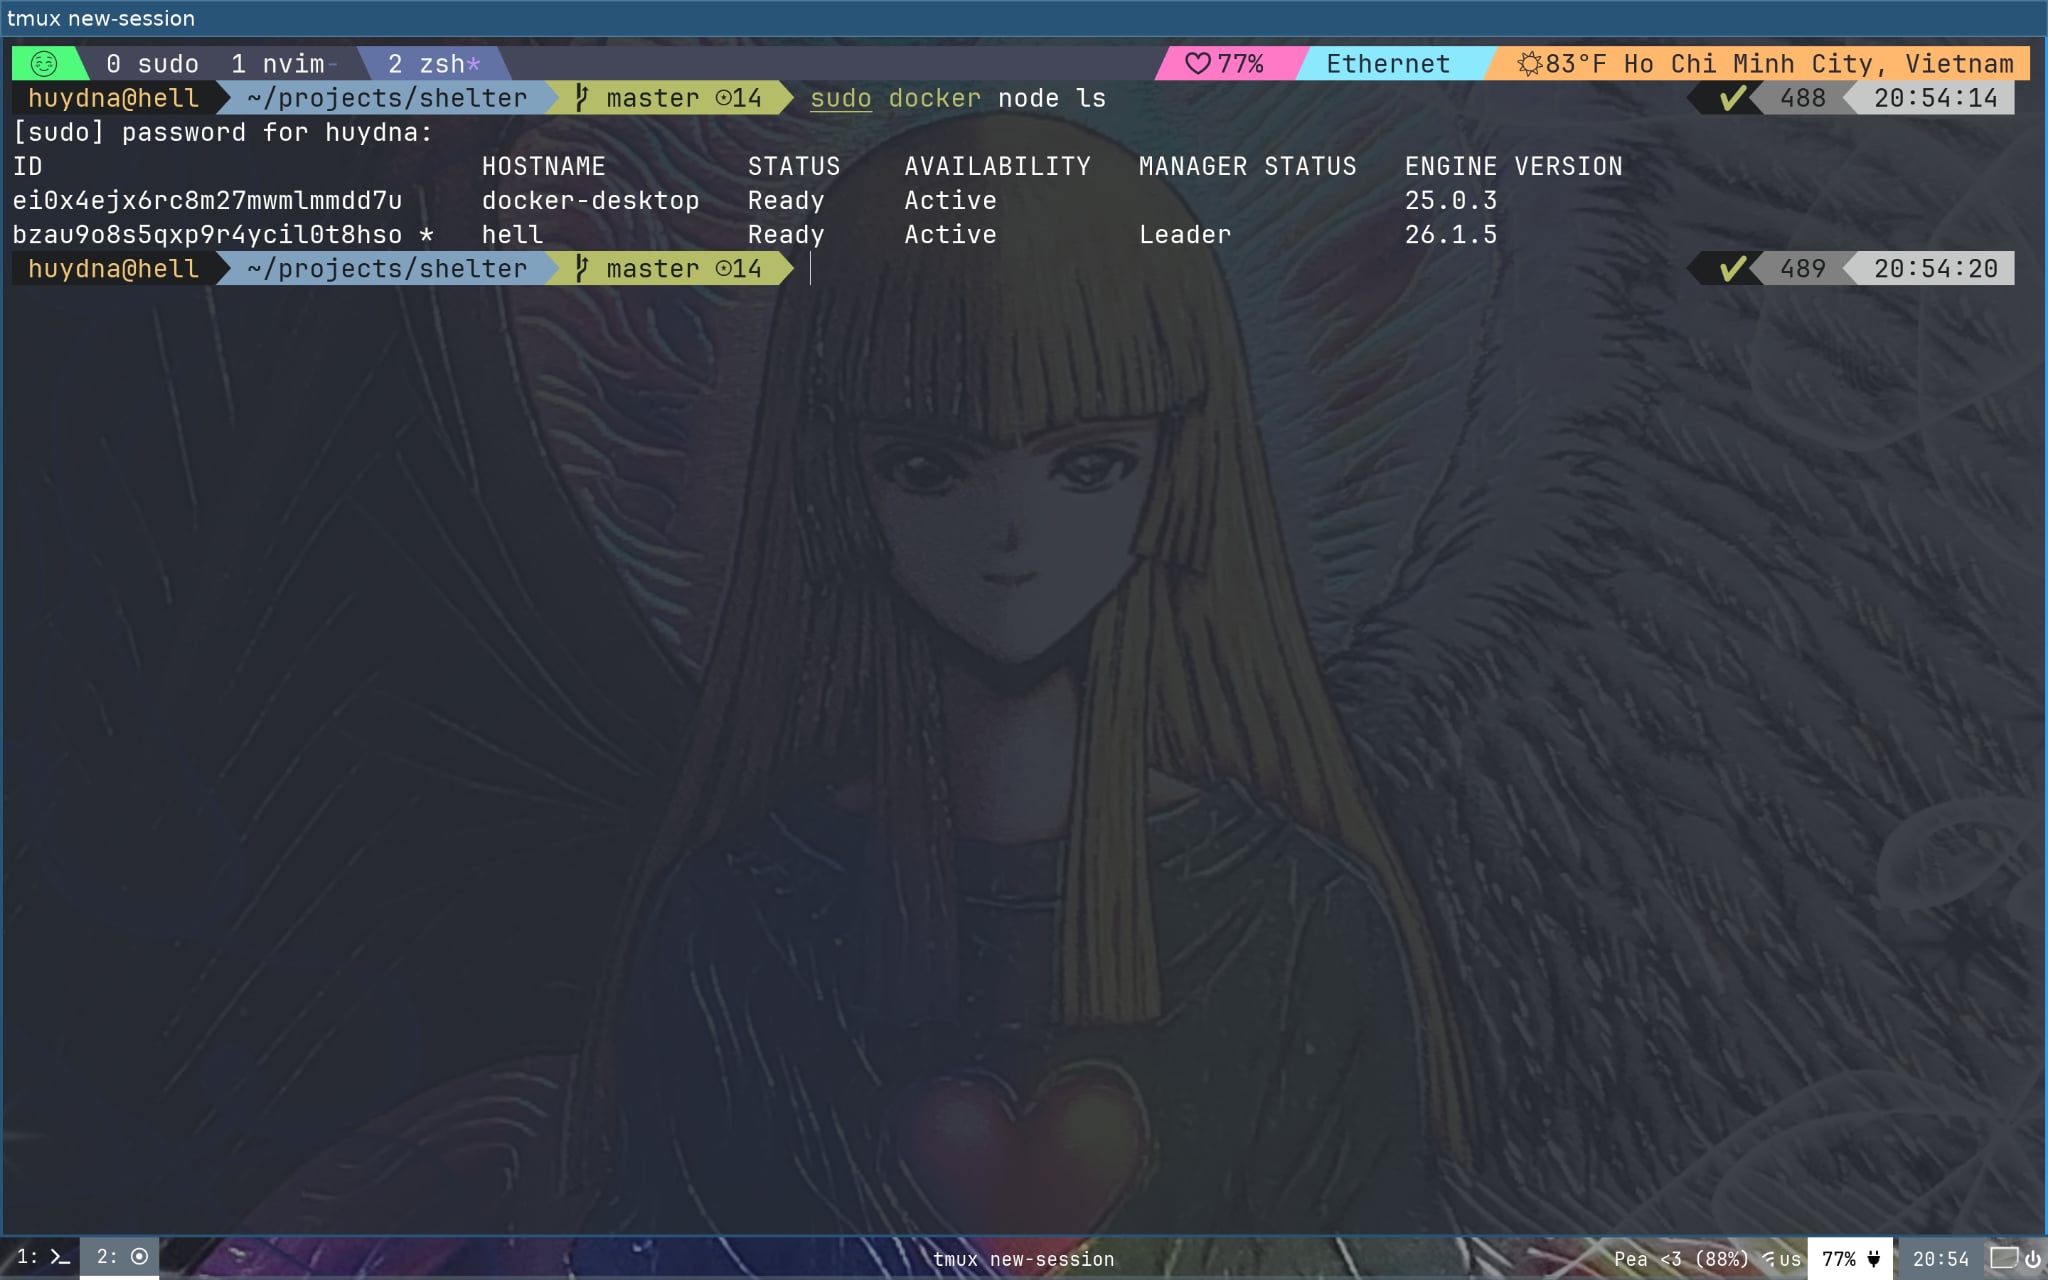 tmux new-session
0 sudo 1 nvim- 2 zsh* 77% Ethernet 83°F Ho Chi Minh City, Vietnam
huydna@hell ~/projects/shelter master 14 sudo docker node ls ✔ 488 20:54:14
[sudo] password for huydna:
ID HOSTNAME STATUS AVAILABILITY MANAGER STATUS ENGINE VERSION
ei0x4ejx6rc8m27mwmlmmdd7u docker-desktop Ready Active 25.0.3
bzau9o8s5qxp9r4ycil0t8hso * hell Ready Active Leader 26.1.5
huydna@hell ~/projects/shelter master 14 ✔ 489 20:54:20
1: 2: tmux new-session Pea <3 (88%) us 77% 20:54